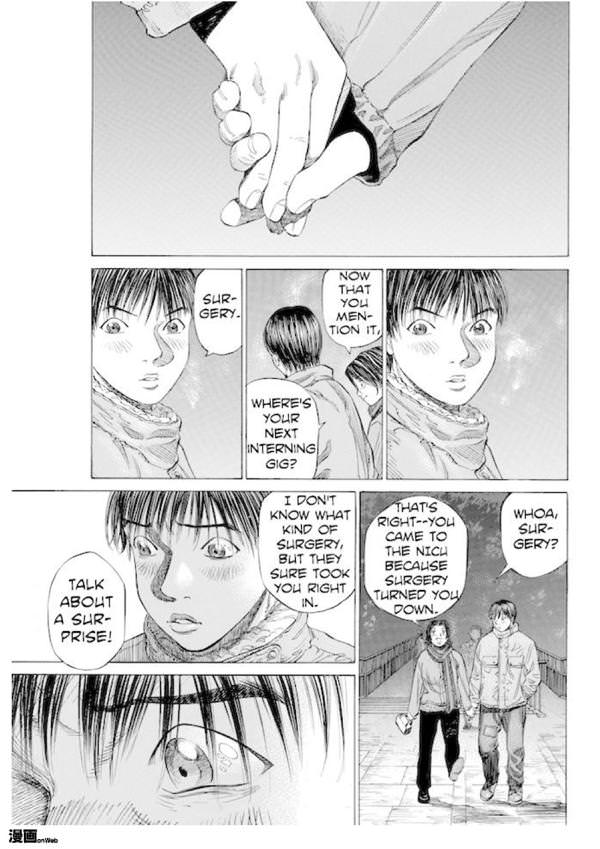 NOW
THAT
YOU
MEN-
TION IT,
WHERE'S
YOUR
NEXT
INTERNING
GIG?
SUR-
GERY.
WHOA,
SUR-
GERY?
THAT'S
RIGHT--YOU
CAME TO
THE NICU
BECAUSE
SURGERY
TURNED YOU
DOWN.
I DON'T
KNOW WHAT
KIND OF
SURGERY,
BUT THEY
SURE TOOK
YOU RIGHT
IN.
TALK
ABOUT
A SUR-
PRISE!
漫画 on Web